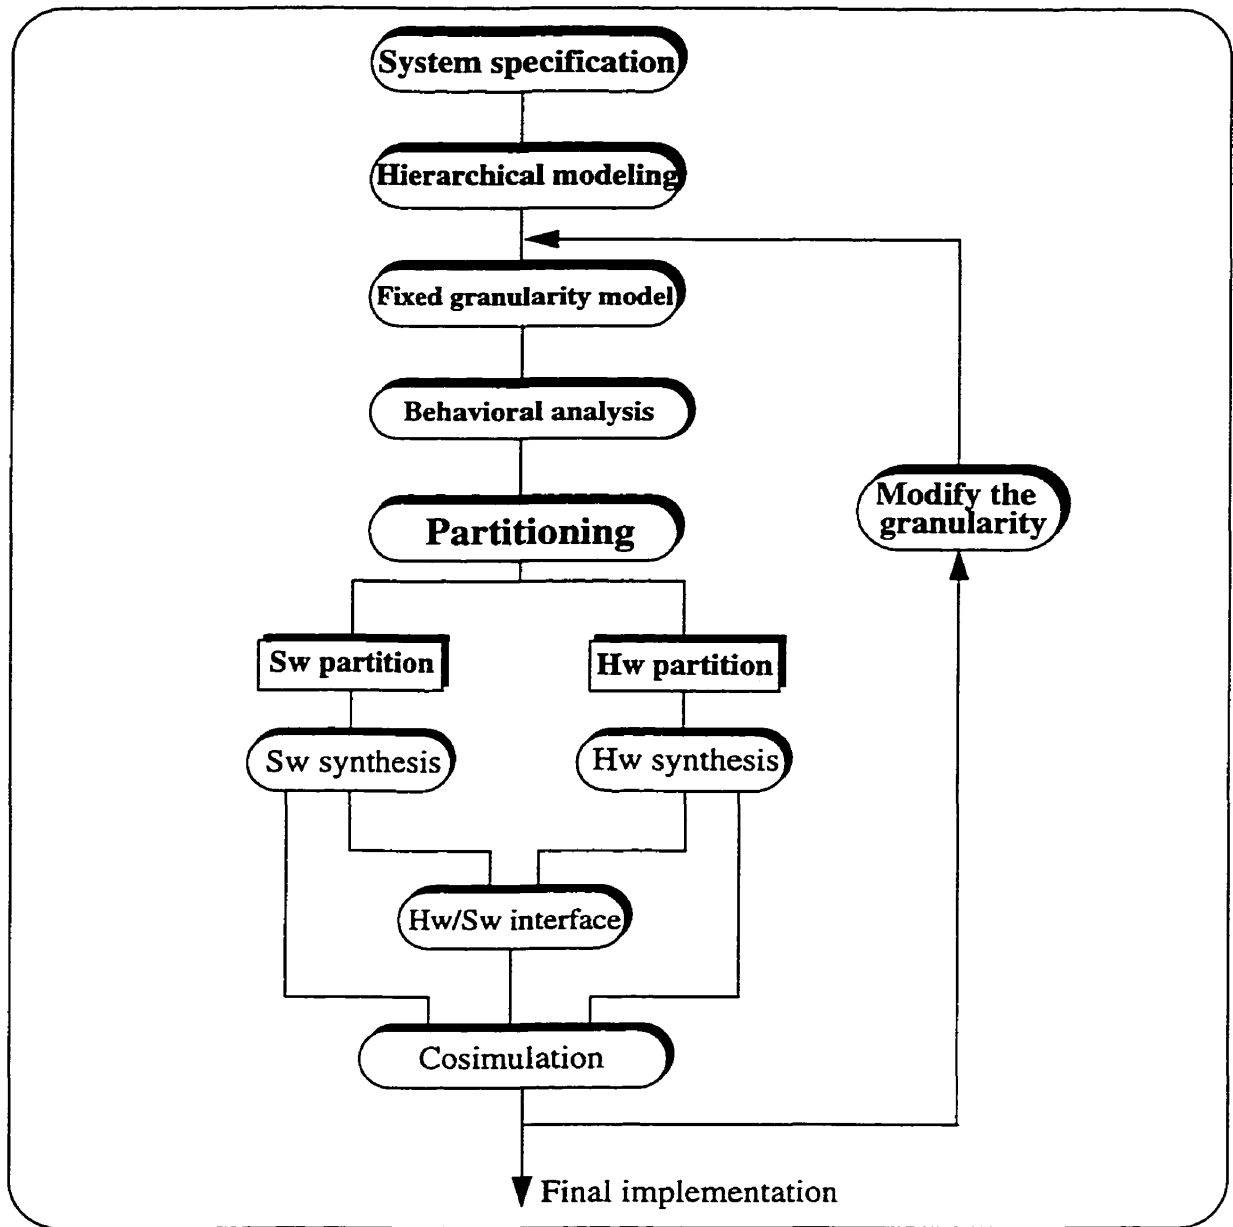 System specification
Hierarchical modeling
Fixed granularity model
Behavioral analysis
Modify the
granularity
Partitioning
Sw partition
Hw partition
Sw synthesis
Hw synthesis
Hw/Sw interface
Cosimulation
Final implementation